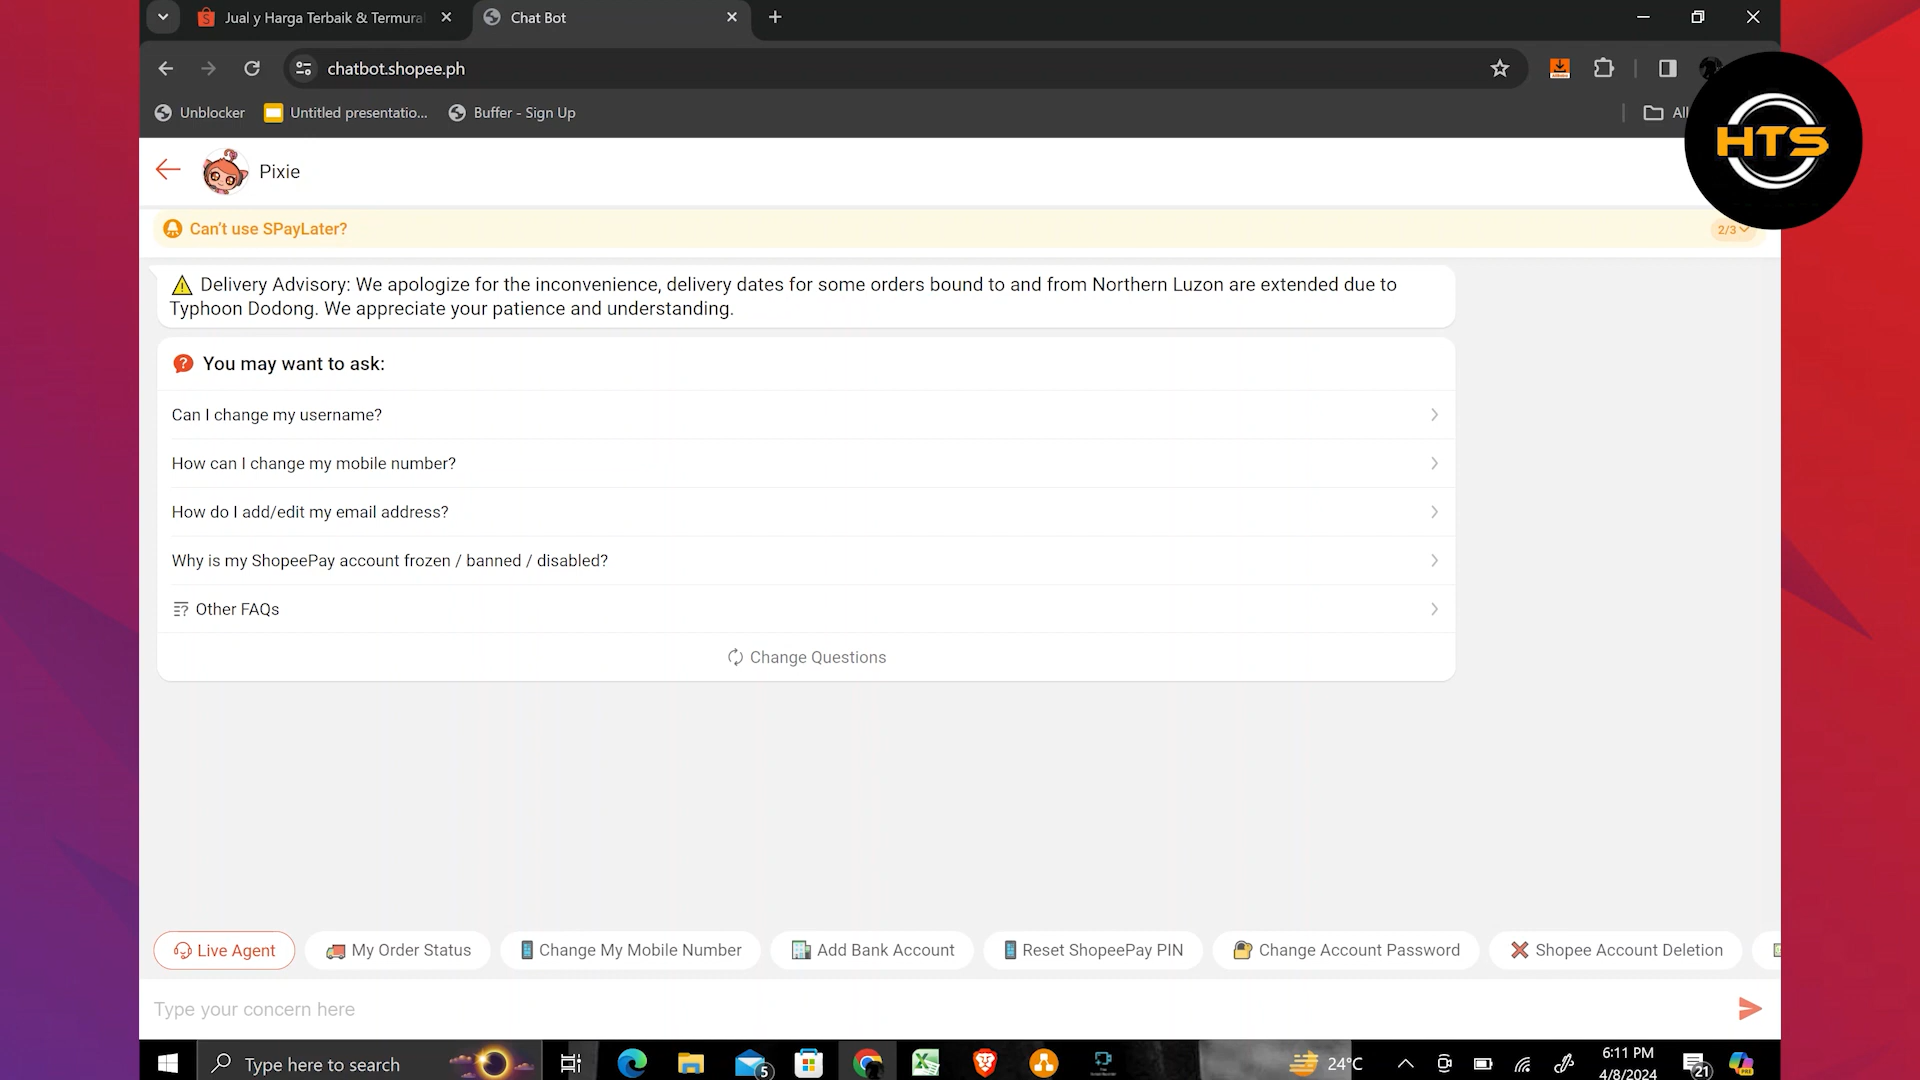 Jual y Harga Terbaik & Termura
Chat Bot
chatbot.shopee.ph
Unblocker
Untitled presentatio...
Buffer - Sign Up
All
HTS
Pixie
Can't use SPayLater?
2/3
Delivery Advisory: We apologize for the inconvenience, delivery dates for some orders bound to and from Northern Luzon are extended due to
Typhoon Dodong. We appreciate your patience and understanding.
You may want to ask:
Can I change my username?
How can I change my mobile number?
How do I add/edit my email address?
Why is my ShopeePay account frozen / banned / disabled?
Other FAQs
Change Questions
Live Agent
My Order Status
Change My Mobile Number
Add Bank Account
Reset ShopeePay PIN
Change Account Password
Shopee Account Deletion
Type your concern here
Type here to search
5
24°C
6:11 PM
4/8/2024
21